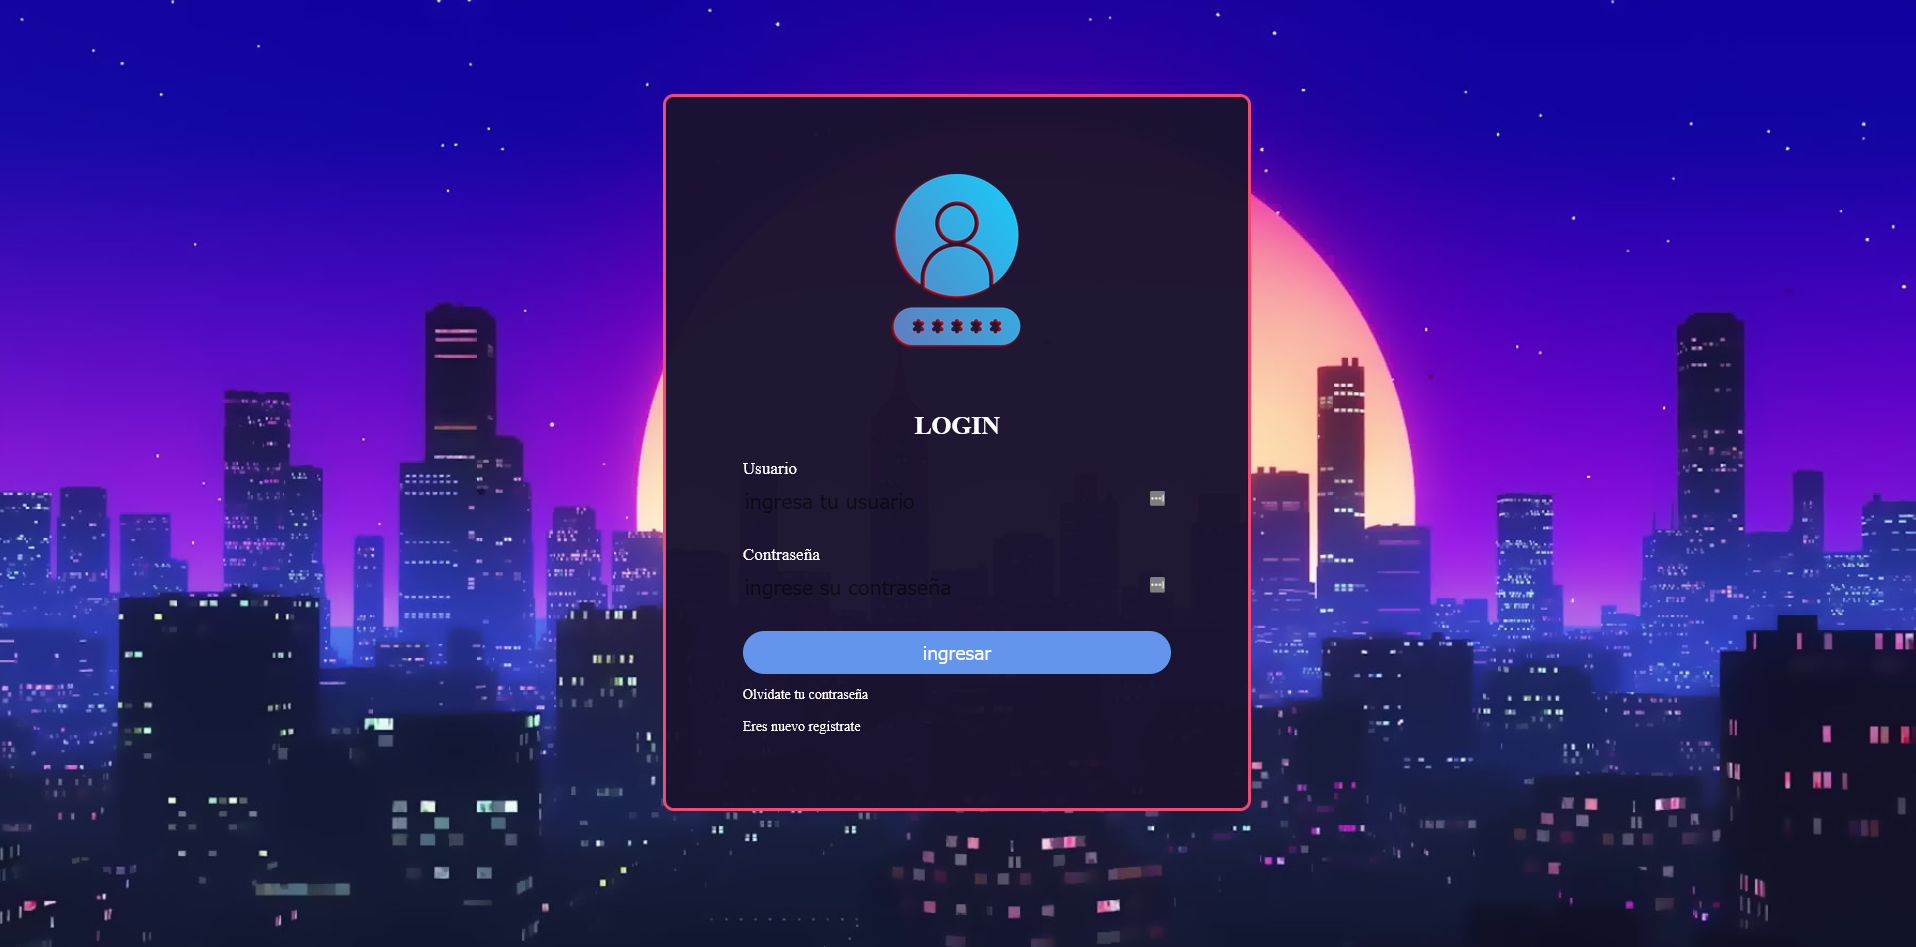 LOGIN
Usuario
ingresa tu usuario
Contraseña
ingrese su contraseña
ingresar
Olvidate tu contraseña
Eres nuevo registrate